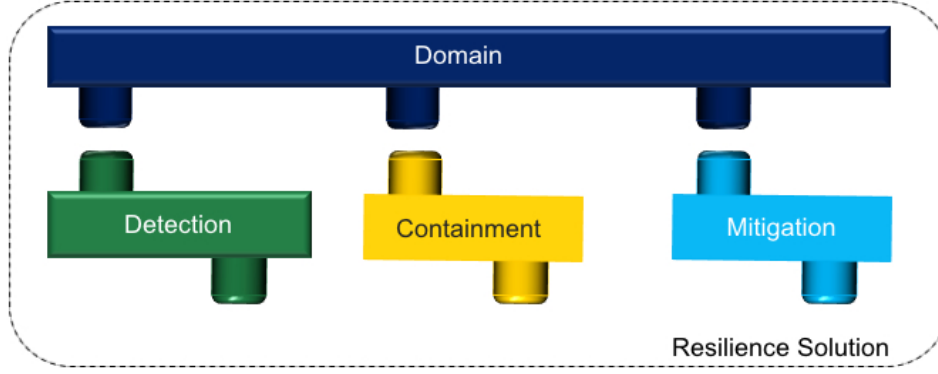 Domain
Detection
Containment
Mitigation
Resilience Solution